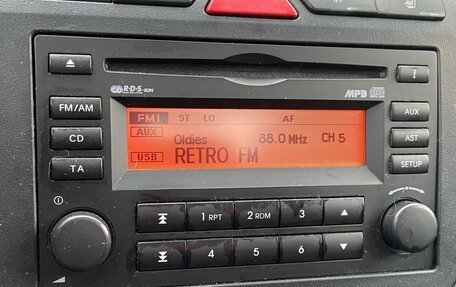 R·D·S EON
MP3
i
FM1 ST LO AF
AUX
Oldies 88.0 MHz CH 5
USB RETRO FM
FM/AM
CD
TA
AUX
AST
SETUP
1 RPT 2 RDM 3
4 5 6